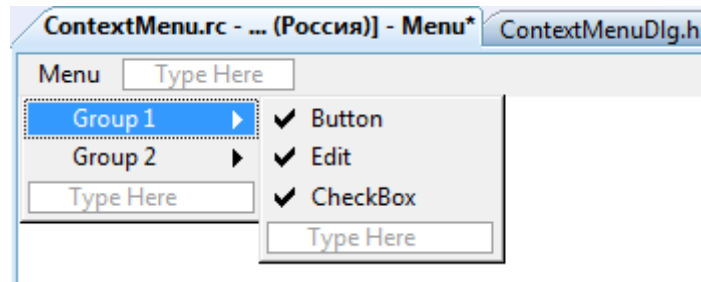 ContextMenu.rc - ... (Россия)] - Menu* ContextMenuDlg.h
Menu Type Here
Group 1 Button
Group 2 Edit
Type Here CheckBox
Type Here